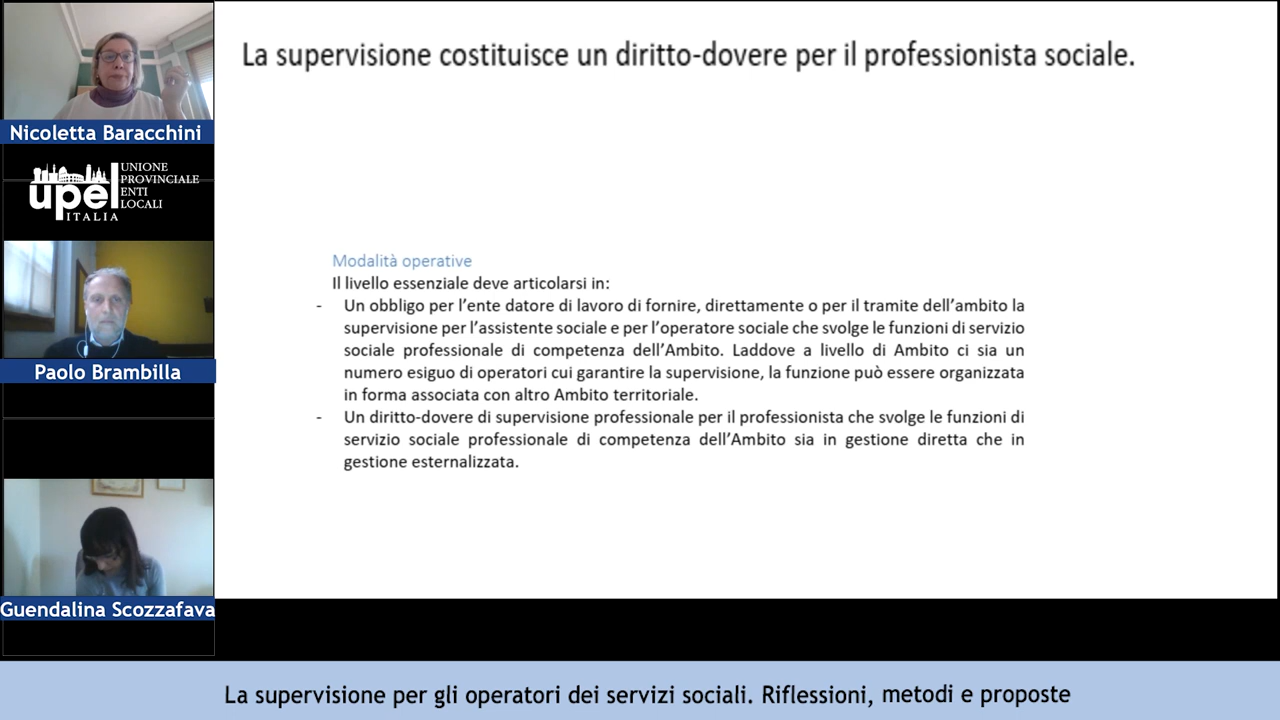 La supervisione costituisce un diritto-dovere per il professionista sociale.
Nicoletta Baracchini
upel
ITALIA
UNIONE
PROVINCIALE
ENTI
LOCALI
Paolo Brambilla
Guendalina Scozzafava
Modalità operative
Il livello essenziale deve articolarsi in:
- Un obbligo per l’ente datore di lavoro di fornire, direttamente o per il tramite dell’ambito la
supervisione per l’assistente sociale e per l’operatore sociale che svolge le funzioni di servizio
sociale professionale di competenza dell’Ambito. Laddove a livello di Ambito ci sia un
numero esiguo di operatori cui garantire la supervisione, la funzione può essere organizzata
in forma associata con altro Ambito territoriale.
- Un diritto-dovere di supervisione professionale per il professionista che svolge le funzioni di
servizio sociale professionale di competenza dell’Ambito sia in gestione diretta che in
gestione esternalizzata.
La supervisione per gli operatori dei servizi sociali. Riflessioni, metodi e proposte